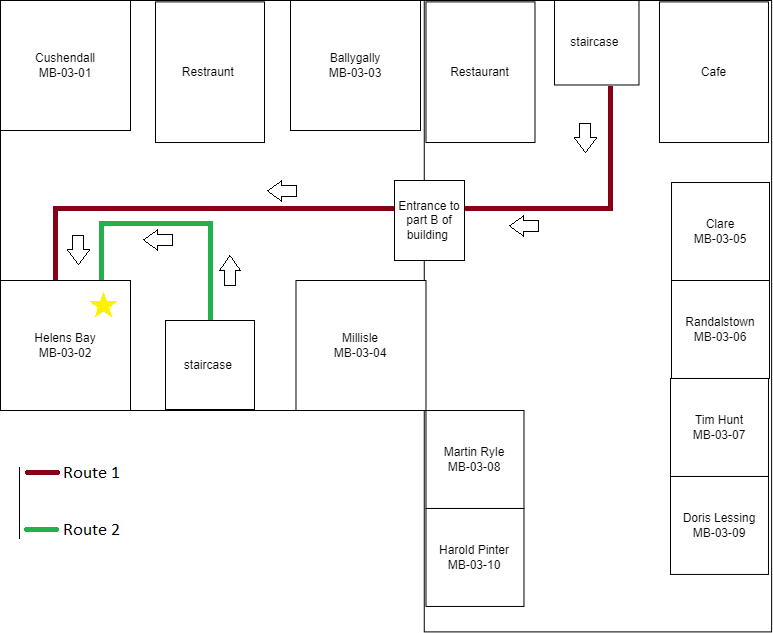 Cushendall
MB-03-01
Restraunt
Ballygally
MB-03-03
Restaurant
staircase
Cafe
Entrance to
part B of
building
Clare
MB-03-05
Helens Bay
MB-03-02
staircase
Millisle
MB-03-04
Randalstown
MB-03-06
Tim Hunt
MB-03-07
Martin Ryle
MB-03-08
Doris Lessing
MB-03-09
Harold Pinter
MB-03-10
Route 1
Route 2